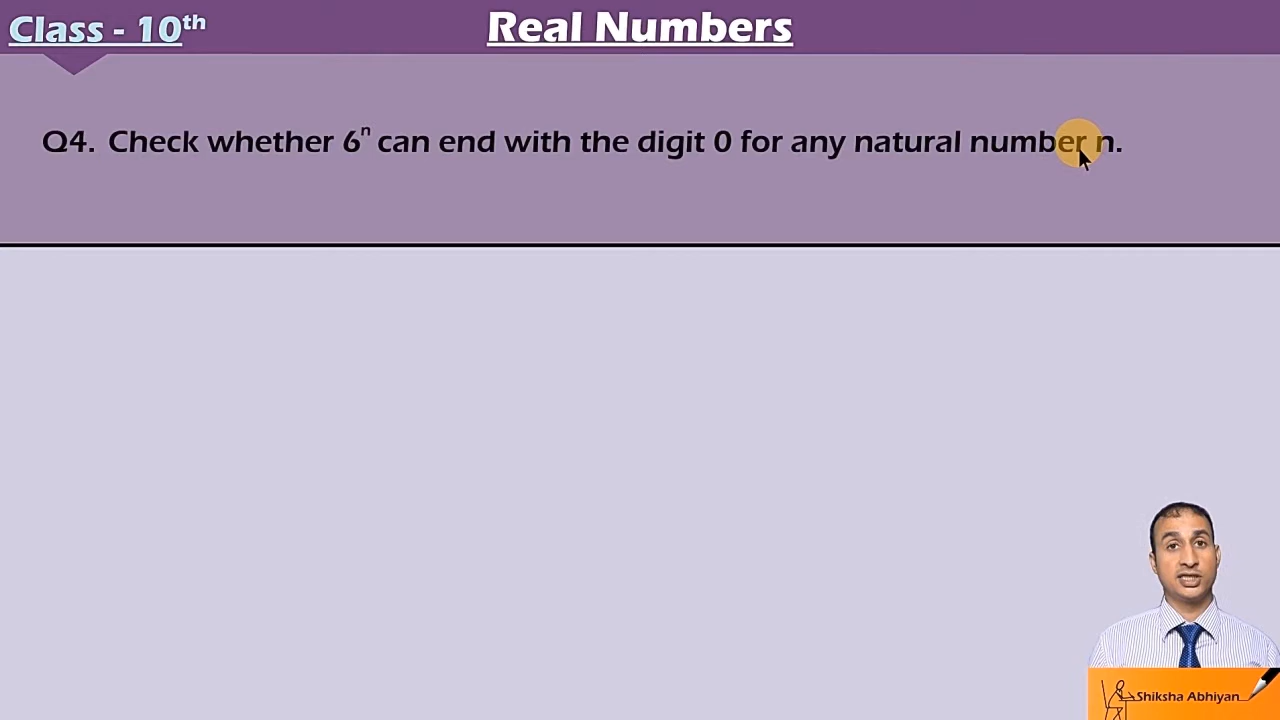 Class - 10th
Real Numbers
Q4. Check whether 6ⁿ can end with the digit 0 for any natural number n.
Shiksha Abhiyan